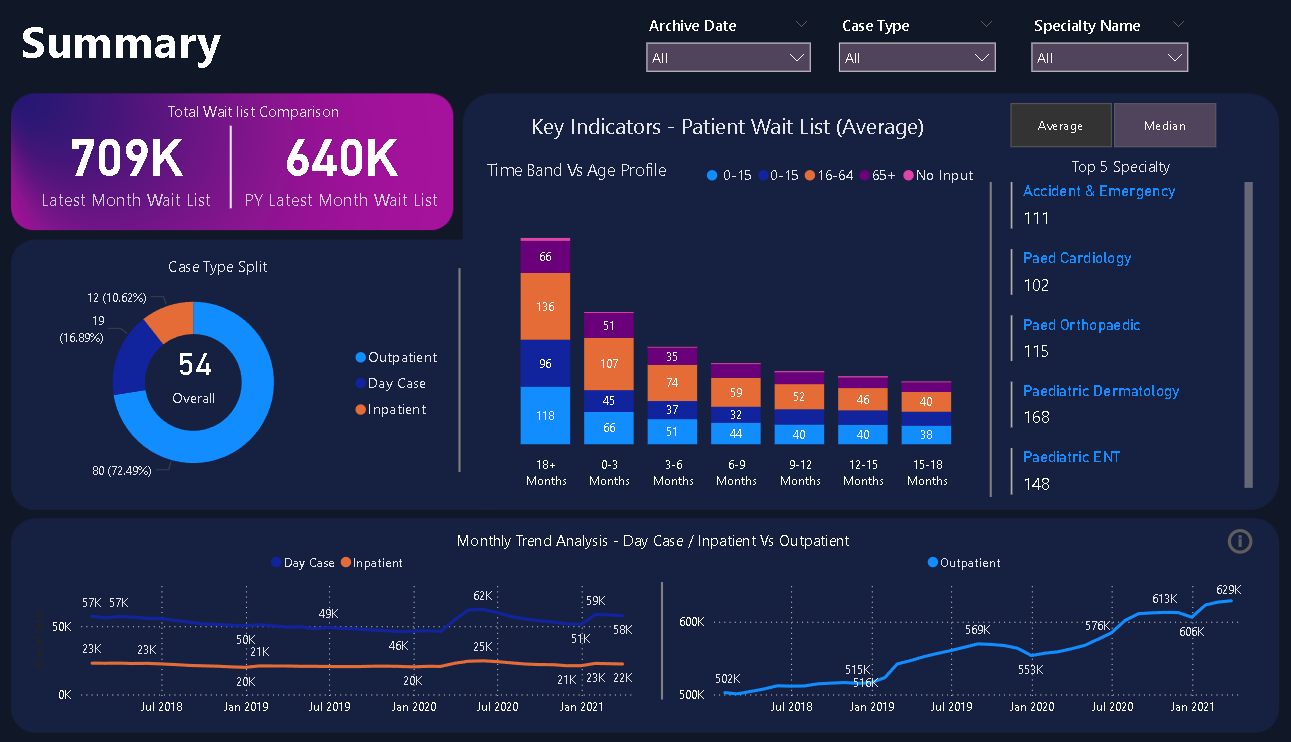 Summary
Archive Date
All
Case Type
All
Specialty Name
All
Total Wait list Comparison
709K
Latest Month Wait List
640K
PY Latest Month Wait List
Case Type Split
12 (10.62%)
19
(16.89%)
54
Overall
80 (72.49%)
Outpatient
Day Case
Inpatient
Key Indicators - Patient Wait List (Average)
Time Band Vs Age Profile
0-15 0-15 16-64 65+ No Input
66
136
96
118
51
107
45
66
35
74
37
51
59
32
44
52
40
46
40
40
38
18+
Months
0-3
Months
3-6
Months
6-9
Months
9-12
Months
12-15
Months
15-18
Months
Average
Median
Top 5 Specialty
Accident & Emergency
111
Paed Cardiology
102
Paed Orthopaedic
115
Paediatric Dermatology
168
Paediatric ENT
148
Monthly Trend Analysis - Day Case / Inpatient Vs Outpatient
Day Case Inpatient
57K 57K 50K 49K 46K 62K 51K 59K 58K
23K 23K 20K 21K 20K 25K 21K 23K 22K
50K
0K
Jul 2018 Jan 2019 Jul 2019 Jan 2020 Jul 2020 Jan 2021
Outpatient
502K 515K 516K 569K 553K 576K 613K 606K 629K
600K
500K
Jul 2018 Jan 2019 Jul 2019 Jan 2020 Jul 2020 Jan 2021